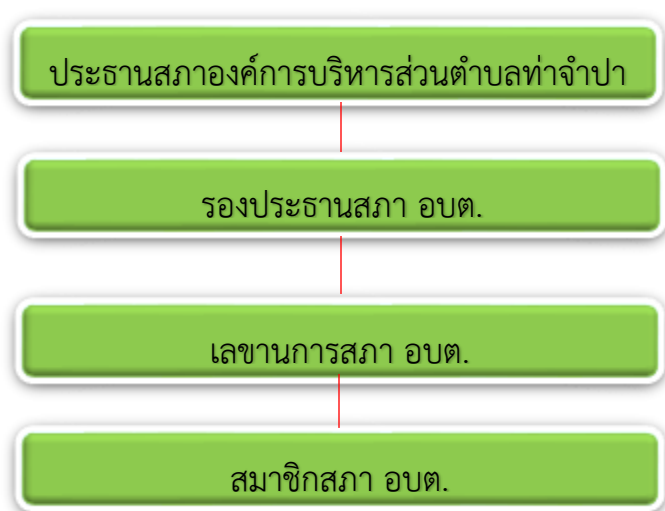 ประธานสภาองค์การบริหารส่วนตำบลท่าจำปา
รองประธานสภา อบต.
เลขานการสภา อบต.
สมาชิกสภา อบต.